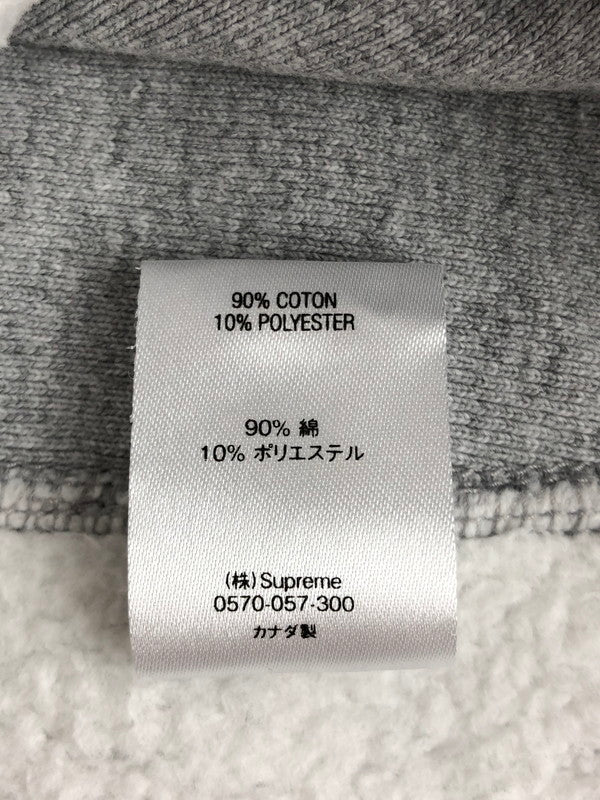 90% COTON
10% POLYESTER
90% 綿
10% ポリエステル
(株)Supreme
0570-057-300
カナダ製